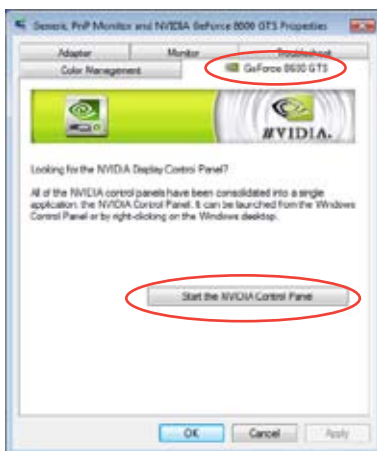 Generic PnP Monitor and NVIDIA GeForce 8600 GTS Properties
Adapter Monitor Troubleshoot
Color Management GeForce 8600 GTS
NVIDIA.
Looking for the NVIDIA Display Control Panel?
All of the NVIDIA control panels have been consolidated into a single
application: the NVIDIA Control Panel. It can be launched from the Windows
Control Panel or by right-clicking on the Windows desktop.
Start the NVIDIA Control Panel
OK Cancel Apply